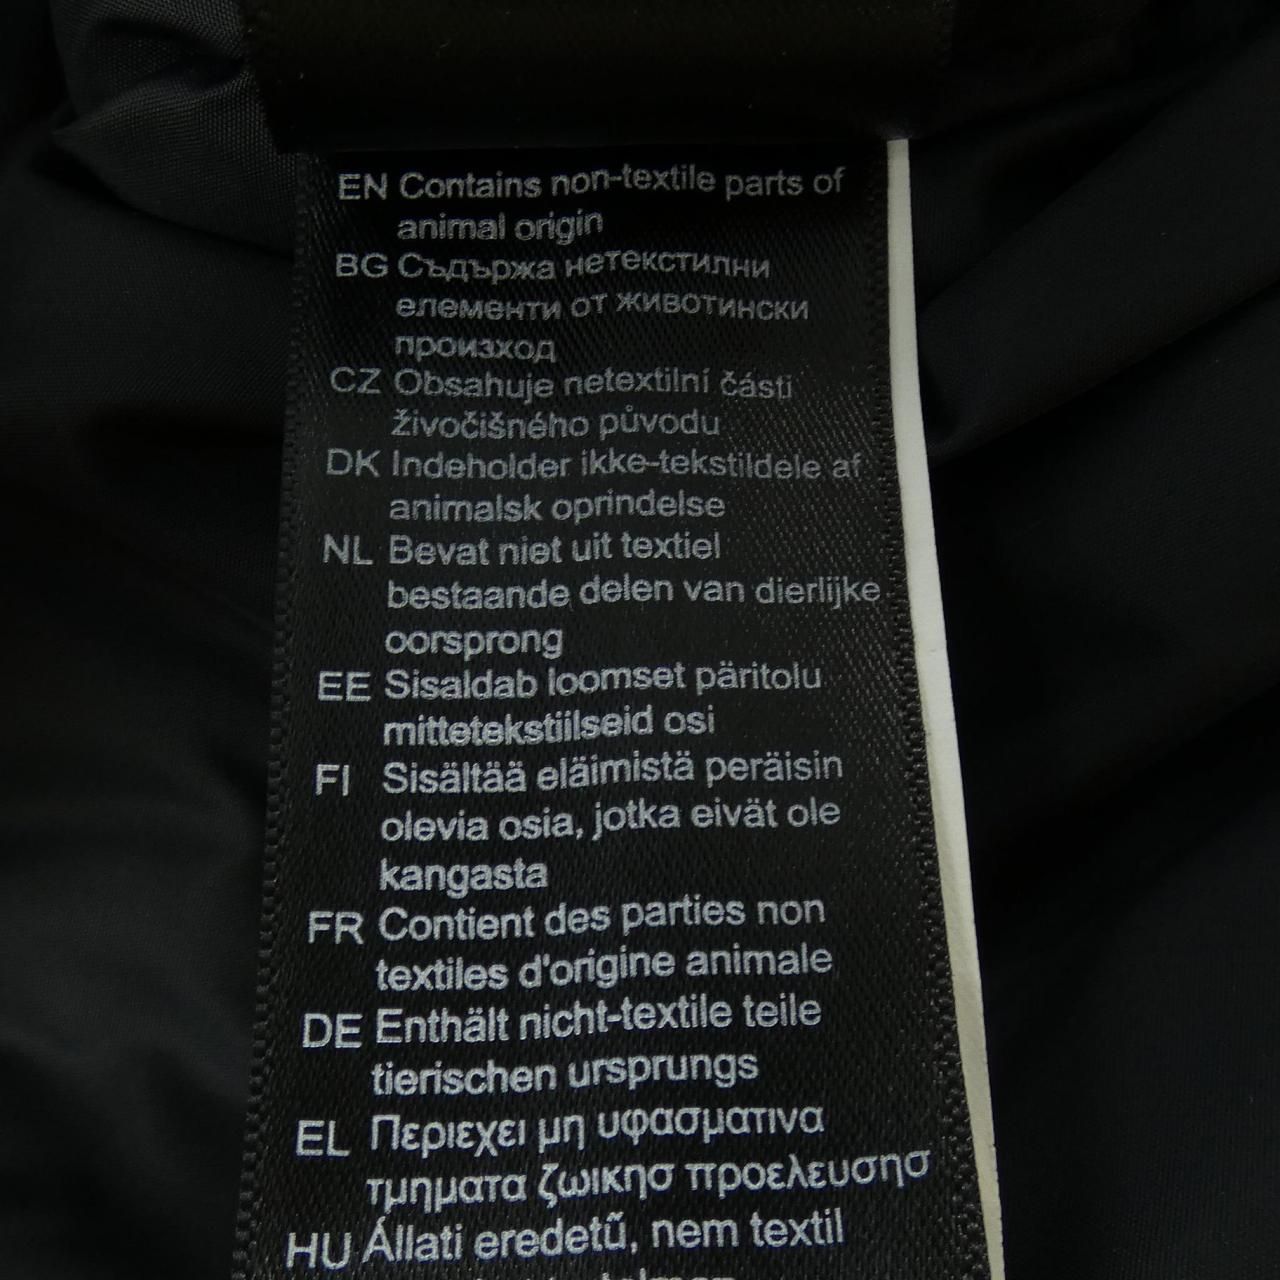 EN Contains non-textile parts of
animal origin
BG Съдържа нетекстилни
елементи от животински
произход
CZ Obsahuje netextilní části
živočišného původu
DK Indeholder ikke-tekstildele af
animalsk oprindelse
NL Bevat niet uit textiel
bestaande delen van dierlijke
oorsprong
EE Sisaldab loomset päritolu
mittetekstiilseid osi
FI Sisältää eläimistä peräisin
olevia osia, jotka eivät ole
kangasta
FR Contient des parties non
textiles d'origine animale
DE Enthält nicht-textile teile
tierischen ursprungs
EL Περιεχει μη υφασματινα
τμηματα ζωικησ προελευσησ
HU Állati eredetű, nem textil